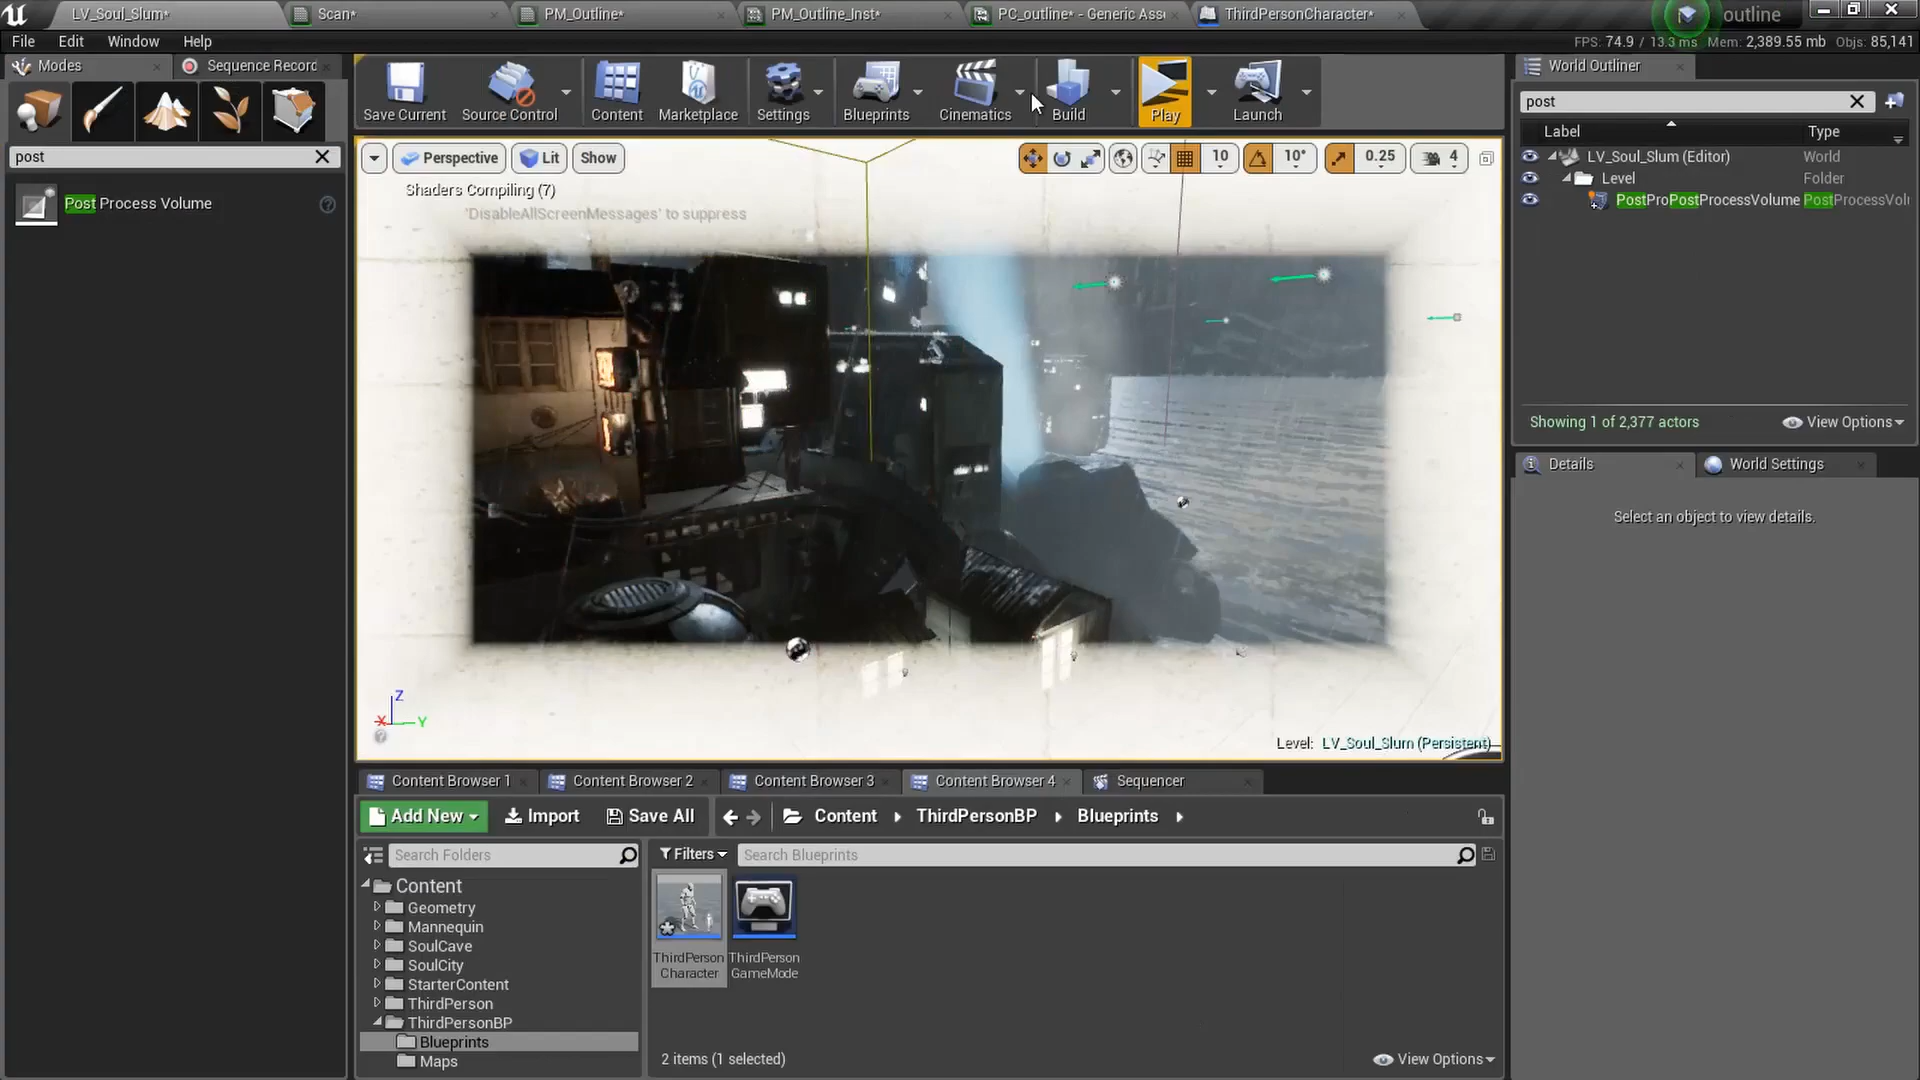 LV_Soul_Slum*
Scan*
PM_Outline*
PM_Outline_Inst*
PC_outline* - Generic Ass
ThirdPersonCharacter*
outline
File Edit Window Help
FPS: 74.9 / 13.3 ms Mem: 2,389.55 mb Objs: 85,141
Modes
Sequence Record
World Outliner
Save Current
Source Control
Content
Marketplace
Settings
Blueprints
Cinematics
Build
Play
Launch
post
post
Label
Type
Perspective
Lit
Show
10
10°
0.25
4
LV_Soul_Slum (Editor) World
Level Folder
PostProPostProcessVolume PostProcessVol
Shaders Compiling (7)
'DisableAllScreenMessages' to suppress
Post Process Volume
Showing 1 of 2,377 actors
View Options
Details
World Settings
Select an object to view details.
Z
X
Y
Level: LV_Soul_Slum (Persistent)
Content Browser 1
Content Browser 2
Content Browser 3
Content Browser 4
Sequencer
Add New
Import
Save All
Content
ThirdPersonBP
Blueprints
Search Folders
Filters
Search Blueprints
Content
Geometry
Mannequin
SoulCave
SoulCity
StarterContent
ThirdPerson
ThirdPersonBP
Blueprints
Maps
ThirdPerson
Character
ThirdPerson
GameMode
2 items (1 selected)
View Options